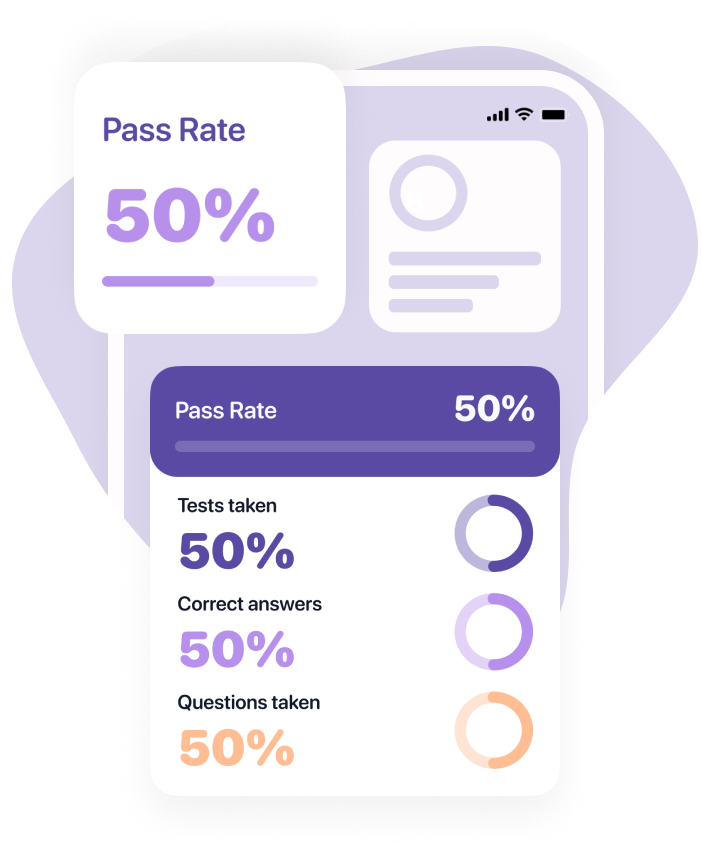 Pass Rate
50%
Pass Rate 50%
Tests taken
50%
Correct answers
50%
Questions taken
50%